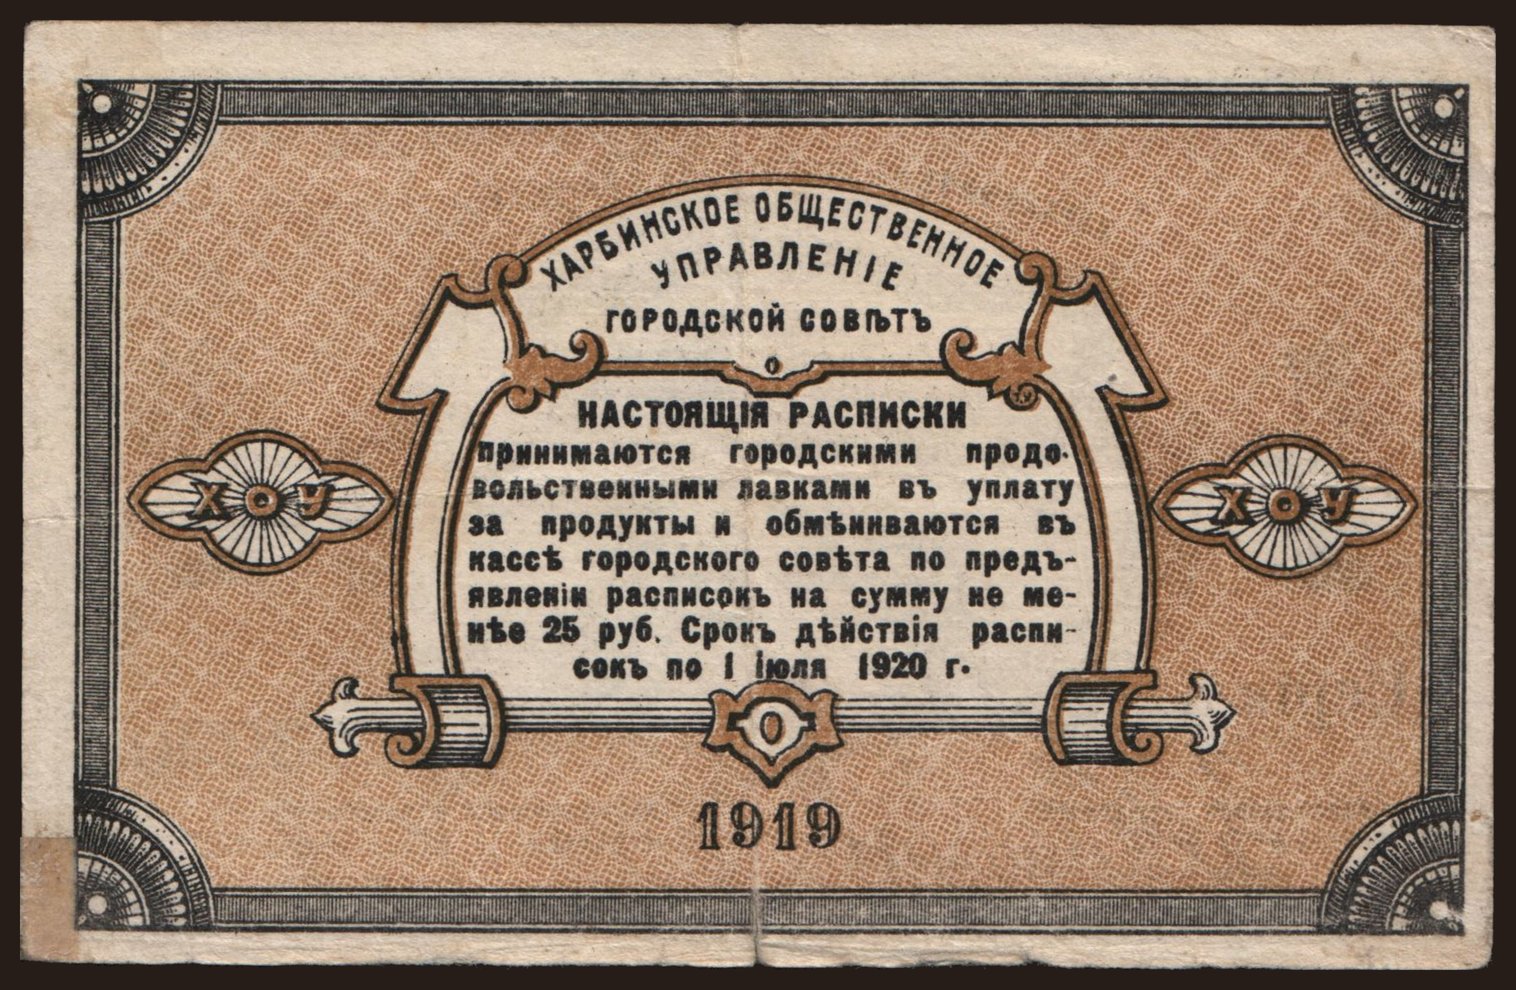 ХАРБИНСКОЕ ОБЩЕСТВЕННОЕ
УПРАВЛЕНІЕ
ГОРОДСКОЙ СОВѢТЪ
НАСТОЯЩІЯ РАСПИСКИ
принимаются городскими продо-
вольственными лавками въ уплату
за продукты и обмѣниваются въ
кассѣ городского совѣта по предъ-
явленіи расписокъ на сумму не ме-
нѣе 25 руб. Срокъ дѣйствія распи-
сокъ по 1 іюля 1920 г.
ХОУ
ХОУ
О
1919